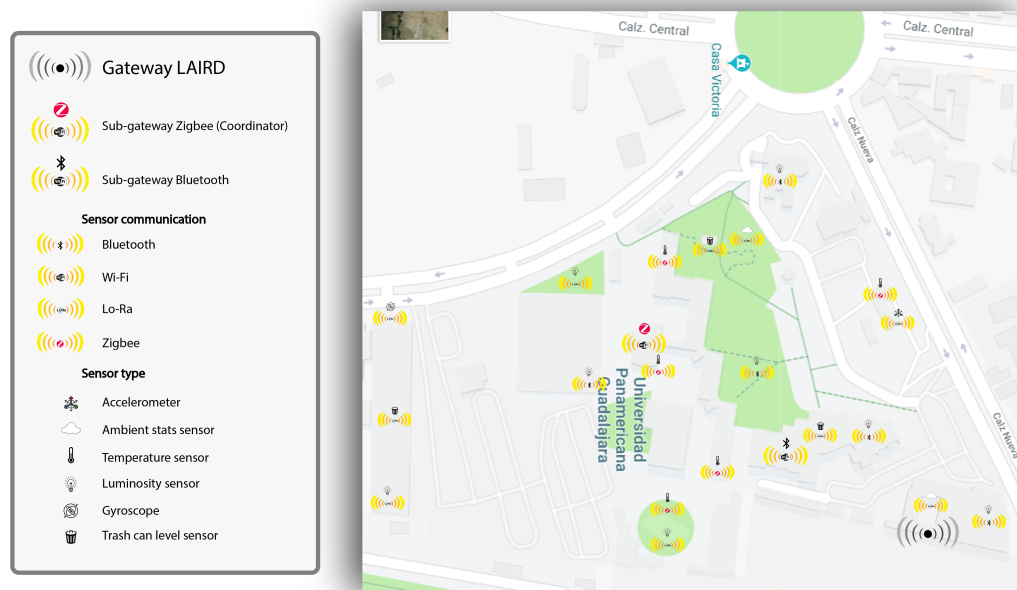 Gateway LAIRD
Sub-gateway Zigbee (Coordinator)
Sub-gateway Bluetooth
Sensor communication
Bluetooth
Wi-Fi
Lo-Ra
Zigbee
Sensor type
Accelerometer
Ambient stats sensor
Temperature sensor
Luminosity sensor
Gyroscope
Trash can level sensor
Calz. Central
Calz. Central
Casa Victoria
Calz Nueva
Calz Nueva
Universidad
Panamericana
Guadalajara